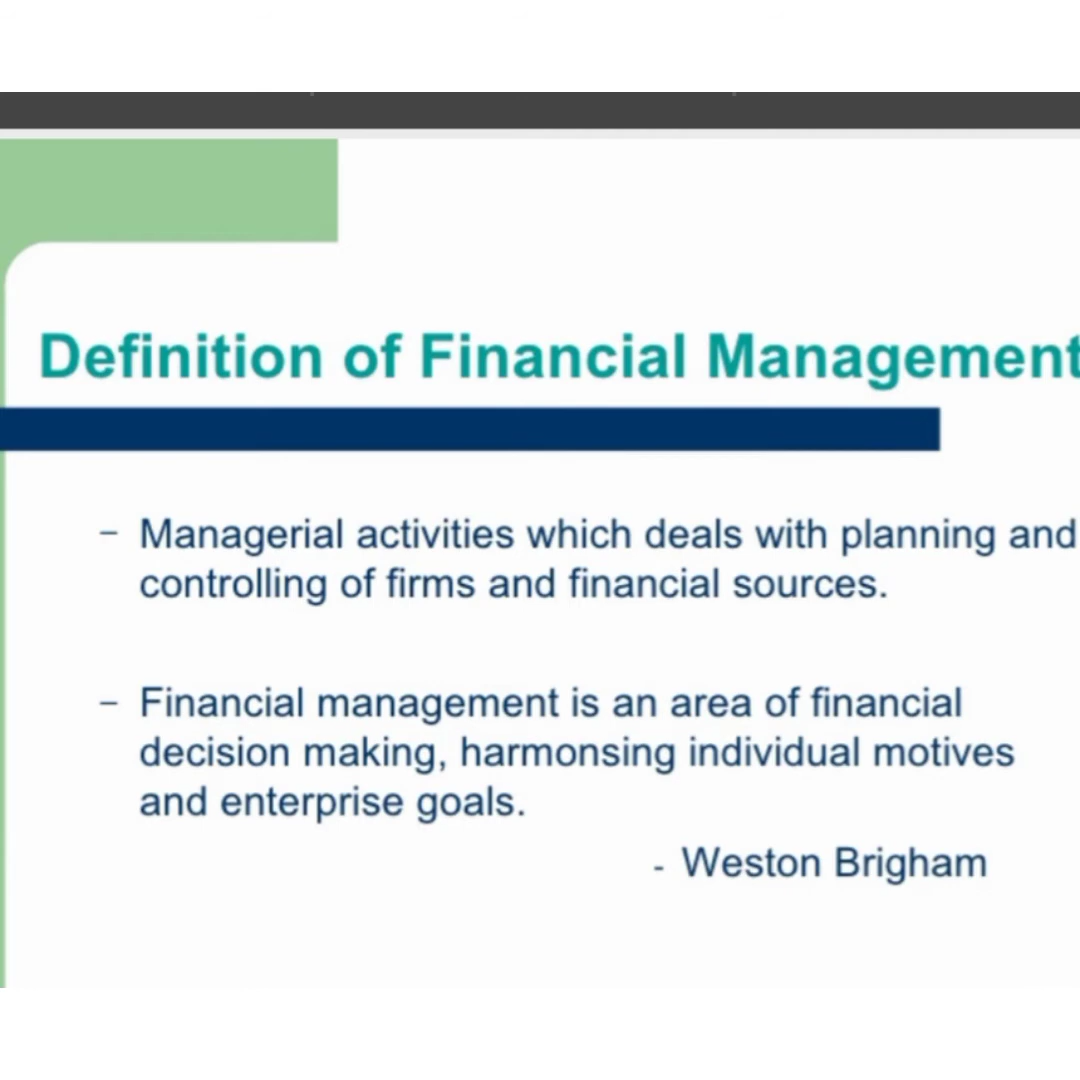 Definition of Financial Management
– Managerial activities which deals with planning and
controlling of firms and financial sources.
– Financial management is an area of financial
decision making, harmonsing individual motives
and enterprise goals.
- Weston Brigham